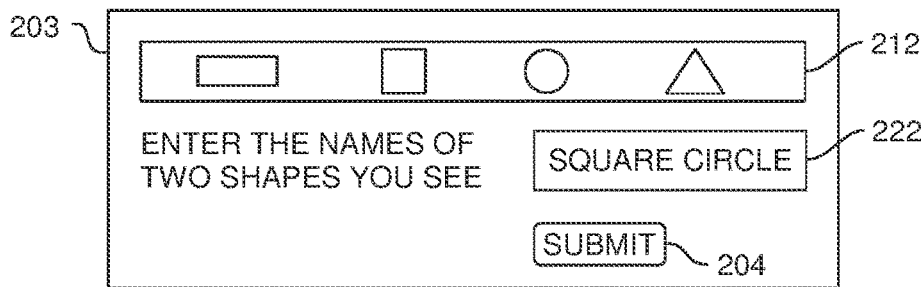 203
212
ENTER THE NAMES OF
TWO SHAPES YOU SEE
SQUARE CIRCLE
222
SUBMIT
204